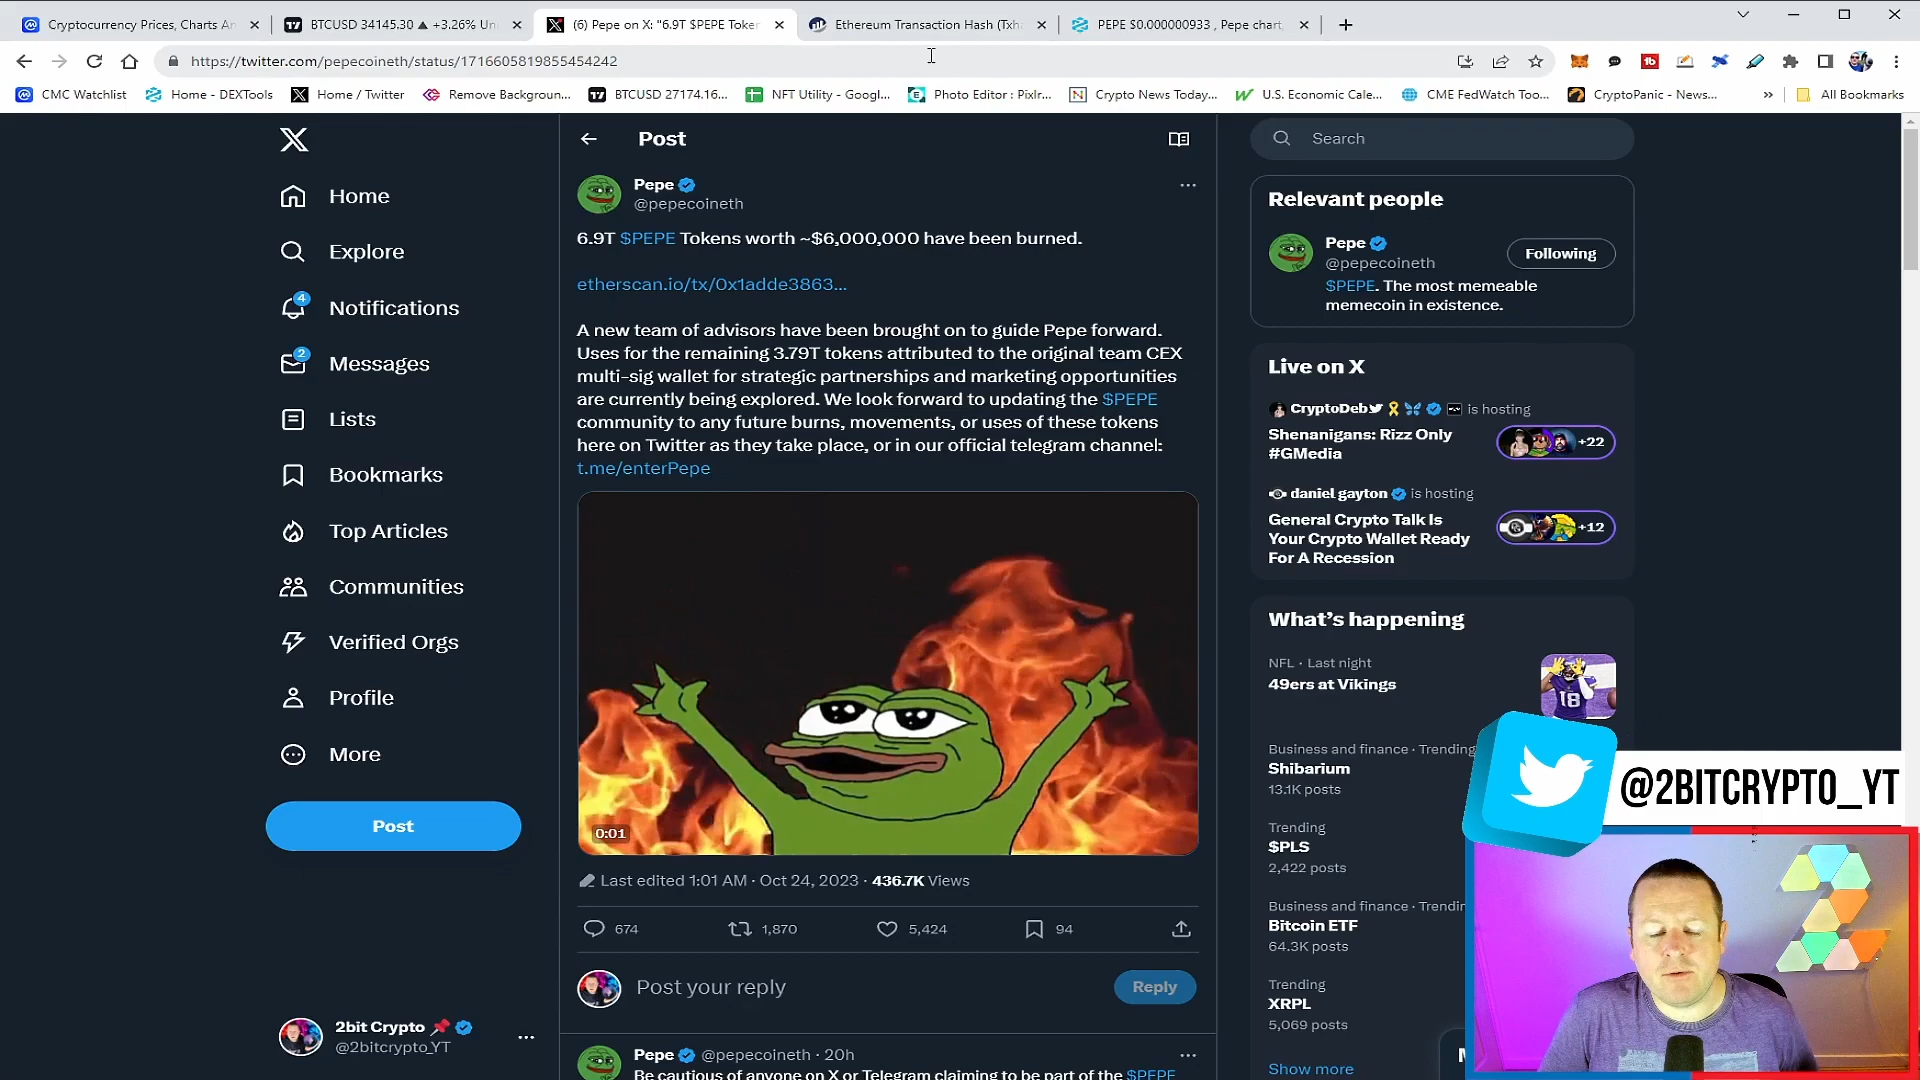 Cryptocurrency Prices, Charts An
BTCUSD 34145.30 ▲ +3.26% Un
(6) Pepe on X: "6.9T $PEPE Token
Ethereum Transaction Hash (Txha
PEPE $0.000000933 , Pepe chart,
https://twitter.com/pepecoineth/status/1716605819855454242
CMC Watchlist
Home - DEXTools
Home / Twitter
Remove Backgroun...
BTCUSD 27174.16...
NFT Utility - Googl...
Photo Editor : Pixlr...
Crypto News Today...
U.S. Economic Cale...
CME FedWatch Too...
CryptoPanic - News...
»
All Bookmarks
Home
Explore
4
Notifications
2
Messages
Lists
Bookmarks
Top Articles
Communities
Verified Orgs
Profile
More
Post
2bit Crypto
@2bitcrypto_YT
Post
Pepe
@pepecoineth
6.9T $PEPE Tokens worth ~$6,000,000 have been burned.
etherscan.io/tx/0x1adde3863...
A new team of advisors have been brought on to guide Pepe forward.
Uses for the remaining 3.79T tokens attributed to the original team CEX
multi-sig wallet for strategic partnerships and marketing opportunities
are currently being explored. We look forward to updating the $PEPE
community to any future burns, movements, or uses of these tokens
here on Twitter as they take place, or in our official telegram channel:
t.me/enterPepe
0:01
Last edited 1:01 AM · Oct 24, 2023 · 436.7K Views
674
1,870
5,424
94
Post your reply
Reply
Pepe @pepecoineth · 20h
Be cautious of anyone on X or Telegram claiming to be part of the $PEPE
Search
Relevant people
Pepe
@pepecoineth
Following
$PEPE. The most memeable
memecoin in existence.
Live on X
CryptoDeb is hosting
Shenanigans: Rizz Only
#GMedia
+22
daniel gayton is hosting
General Crypto Talk Is
Your Crypto Wallet Ready
For A Recession
+12
What's happening
NFL · Last night
49ers at Vikings
18
Business and finance · Trending
Shibarium
13.1K posts
Trending
$PLS
2,422 posts
Business and finance · Trendin
Bitcoin ETF
64.3K posts
Trending
XRPL
5,069 posts
Show more
@2BITCRYPTO_YT